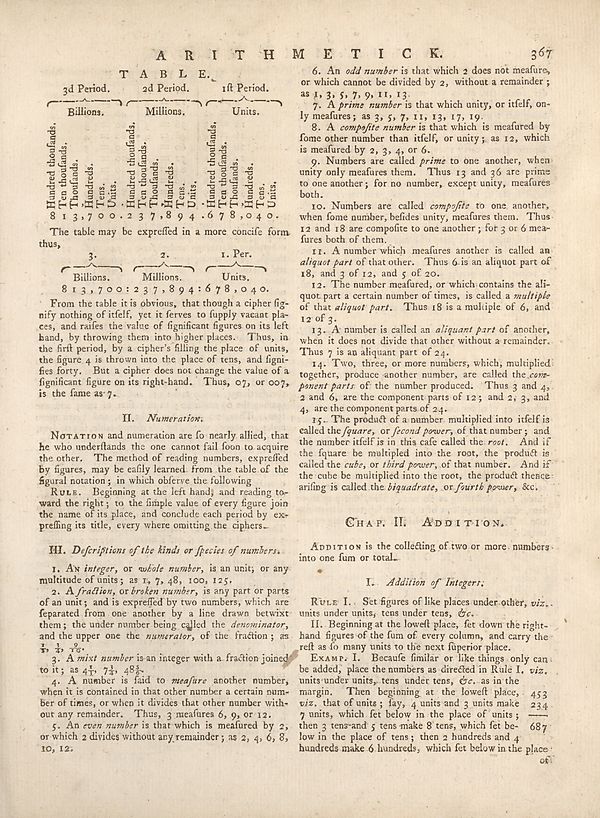 ARITHMETICK. 367
TABLE.
3d Period. 2d Period. 1ſt Period.
Billions. Millions. Units.
Hundred thouſands.
Ten thouſands.
Thouſands.
Hundreds.
Tens.
Units.
Hundred thouſands.
Ten thouſands.
Thouſands.
Hundreds.
Tens.
Units.
Hundred thouſands.
Ten thouſands.
Thouſands.
Hundreds.
Tens.
Units.
8 1 3,7 0 0 . 2 3 7,8 9 4 . 6 7 8,0 4 0.
The table may be expreſſed in a more conciſe form,
thus,
3. 2. 1. Per.
Billions. Millions. Units.
8 1 3,7 0 0 : 2 3 7,8 9 4 : 6 7 8,0 4 0.
From the table it is obvious, that though a cipher ſig-
nify nothing of itſelf, yet it ſerves to ſupply vacant pla-
ces, and raiſes the value of ſignificant figures on its left
hand, by throwing them into higher places. Thus, in
the firſt period, by a cipher's filling the place of units,
the figure 4 is thrown into the place of tens, and ſigni-
fies forty. But a cipher does not change the value of a
ſignificant figure on its right-hand. Thus, 07, or 007,
is the ſame as 7.
II. Numeration.
NOTATION and numeration are ſo nearly allied, that
he who underſtands the one cannot fail ſoon to acquire
the other. The method of reading numbers, expreſſed
by figures, may be eaſily learned from the table of the
figural notation; in which obſerve the following
RULE. Beginning at the left hand, and reading to-
ward the right; to the ſimple value of every figure join
the name of its place, and conclude each period by ex-
preſſing its title, every where omitting the ciphers.
III. Deſcriptions of the kinds or ſpecies of numbers.
1. AN integer, or whole number, is an unit, or any
multitude of units; as 1, 7, 48, 100, 125.
2. A fraction, or broken number, is any part or parts
of an unit; and is expreſſed by two numbers, which are
ſeparated from one another by a line drawn betwixt
them; the under number being called the denominator,
and the upper one the numerator, of the fraction; as
3. A mixt number is an integer with a fraction joined
to it; as
4. A number is ſaid to meaſure another number,
when it is contained in that other number a certain num-
ber of times, or when it divides that other number with-
out any remainder. Thus, 3 meaſures 6, 9, or 12.
5. An even number is that which is meaſured by 2,
or which 2 divides without any remainder; as 2, 4, 6, 8,
10, 12.
6. An odd number is that which 2 does not meaſure,
or which cannot be divided by 2, without a remainder;
as 1, 3, 5, 7, 9, 11, 13.
7. A prime number is that which unity, or itſelf, on-
ly meaſures; as 3, 5, 7, 11, 13, 17, 19.
8. A compoſite number is that which is meaſured by
ſome other number than itſelf, or unity; as 12, which
is meaſured by 2, 3, 4, or 6.
9. Numbers are called prime to one another, when
unity only meaſures them. Thus 13 and 36 are prime
to one another; for no number, except unity, meaſures
both.
10. Numbers are called compoſite to one another,
when ſome number, beſides unity, meaſures them. Thus
12 and 18 are compoſite to one another; for 3 or 6 mea-
ſures both of them.
11. A number which meaſures another is called an
aliquot part of that other. Thus 6 is an aliquot part of
18, and 3 of 12, and 5 of 20.
12. The number meaſured, or which contains the ali-
quot part a certain number of times, is called a multiple
of that aliquot part. Thus 18 is a multiple of 6, and
12 of 3.
13. A number is called an aliquant part of another,
when it does not divide that other without a remainder.
Thus 7 is an aliquant part of 24.
14. Two, three, or more numbers, which, multiplied
together, produce another number, are called the com-
ponent parts of the number produced. Thus 3 and 4,
2 and 6, are the component parts of 12; and 2, 3, and
4, are the component parts of 24.
15. The product of a number multiplied into itſelf is
called the ſquare, or ſecond power, of that number; and
the number itſelf is in this caſe called the root. And if
the ſquare be multipled into the root, the product is
called the cube, or third power, of that number. And if
the cube be multiplied into the root, the product thence
ariſing is called the biquadrate, or fourth power, &c.
CHAP. II. ADDITION.
ADDITION is the collecting of two or more numbers
into one ſum or total.
I. Addition of Integers.
RULE I. Set figures of like places under other, viz.
units under units, tens under tens, &c.
II. Beginning at the loweſt place, ſet down the right-
hand figures of the ſum of every column, and carry the
reſt as ſo many units to the next ſuperior place.
EXAMP. I. Becauſe ſimilar or like things only can
be added, place the numbers as directed in Rule I. viz.
units under units, tens under tens, &c. as in the
margin. Then beginning at the loweſt place, 453
viz. that of units; ſay, 4 units and 3 units make 234
7 units, which ſet below in the place of units;
then 3 tens and 5 tens make 8 tens, which ſet be- 687
low in the place of tens; then 2 hundreds and 4
hundreds make 6 hundreds, which ſet below in the place
of